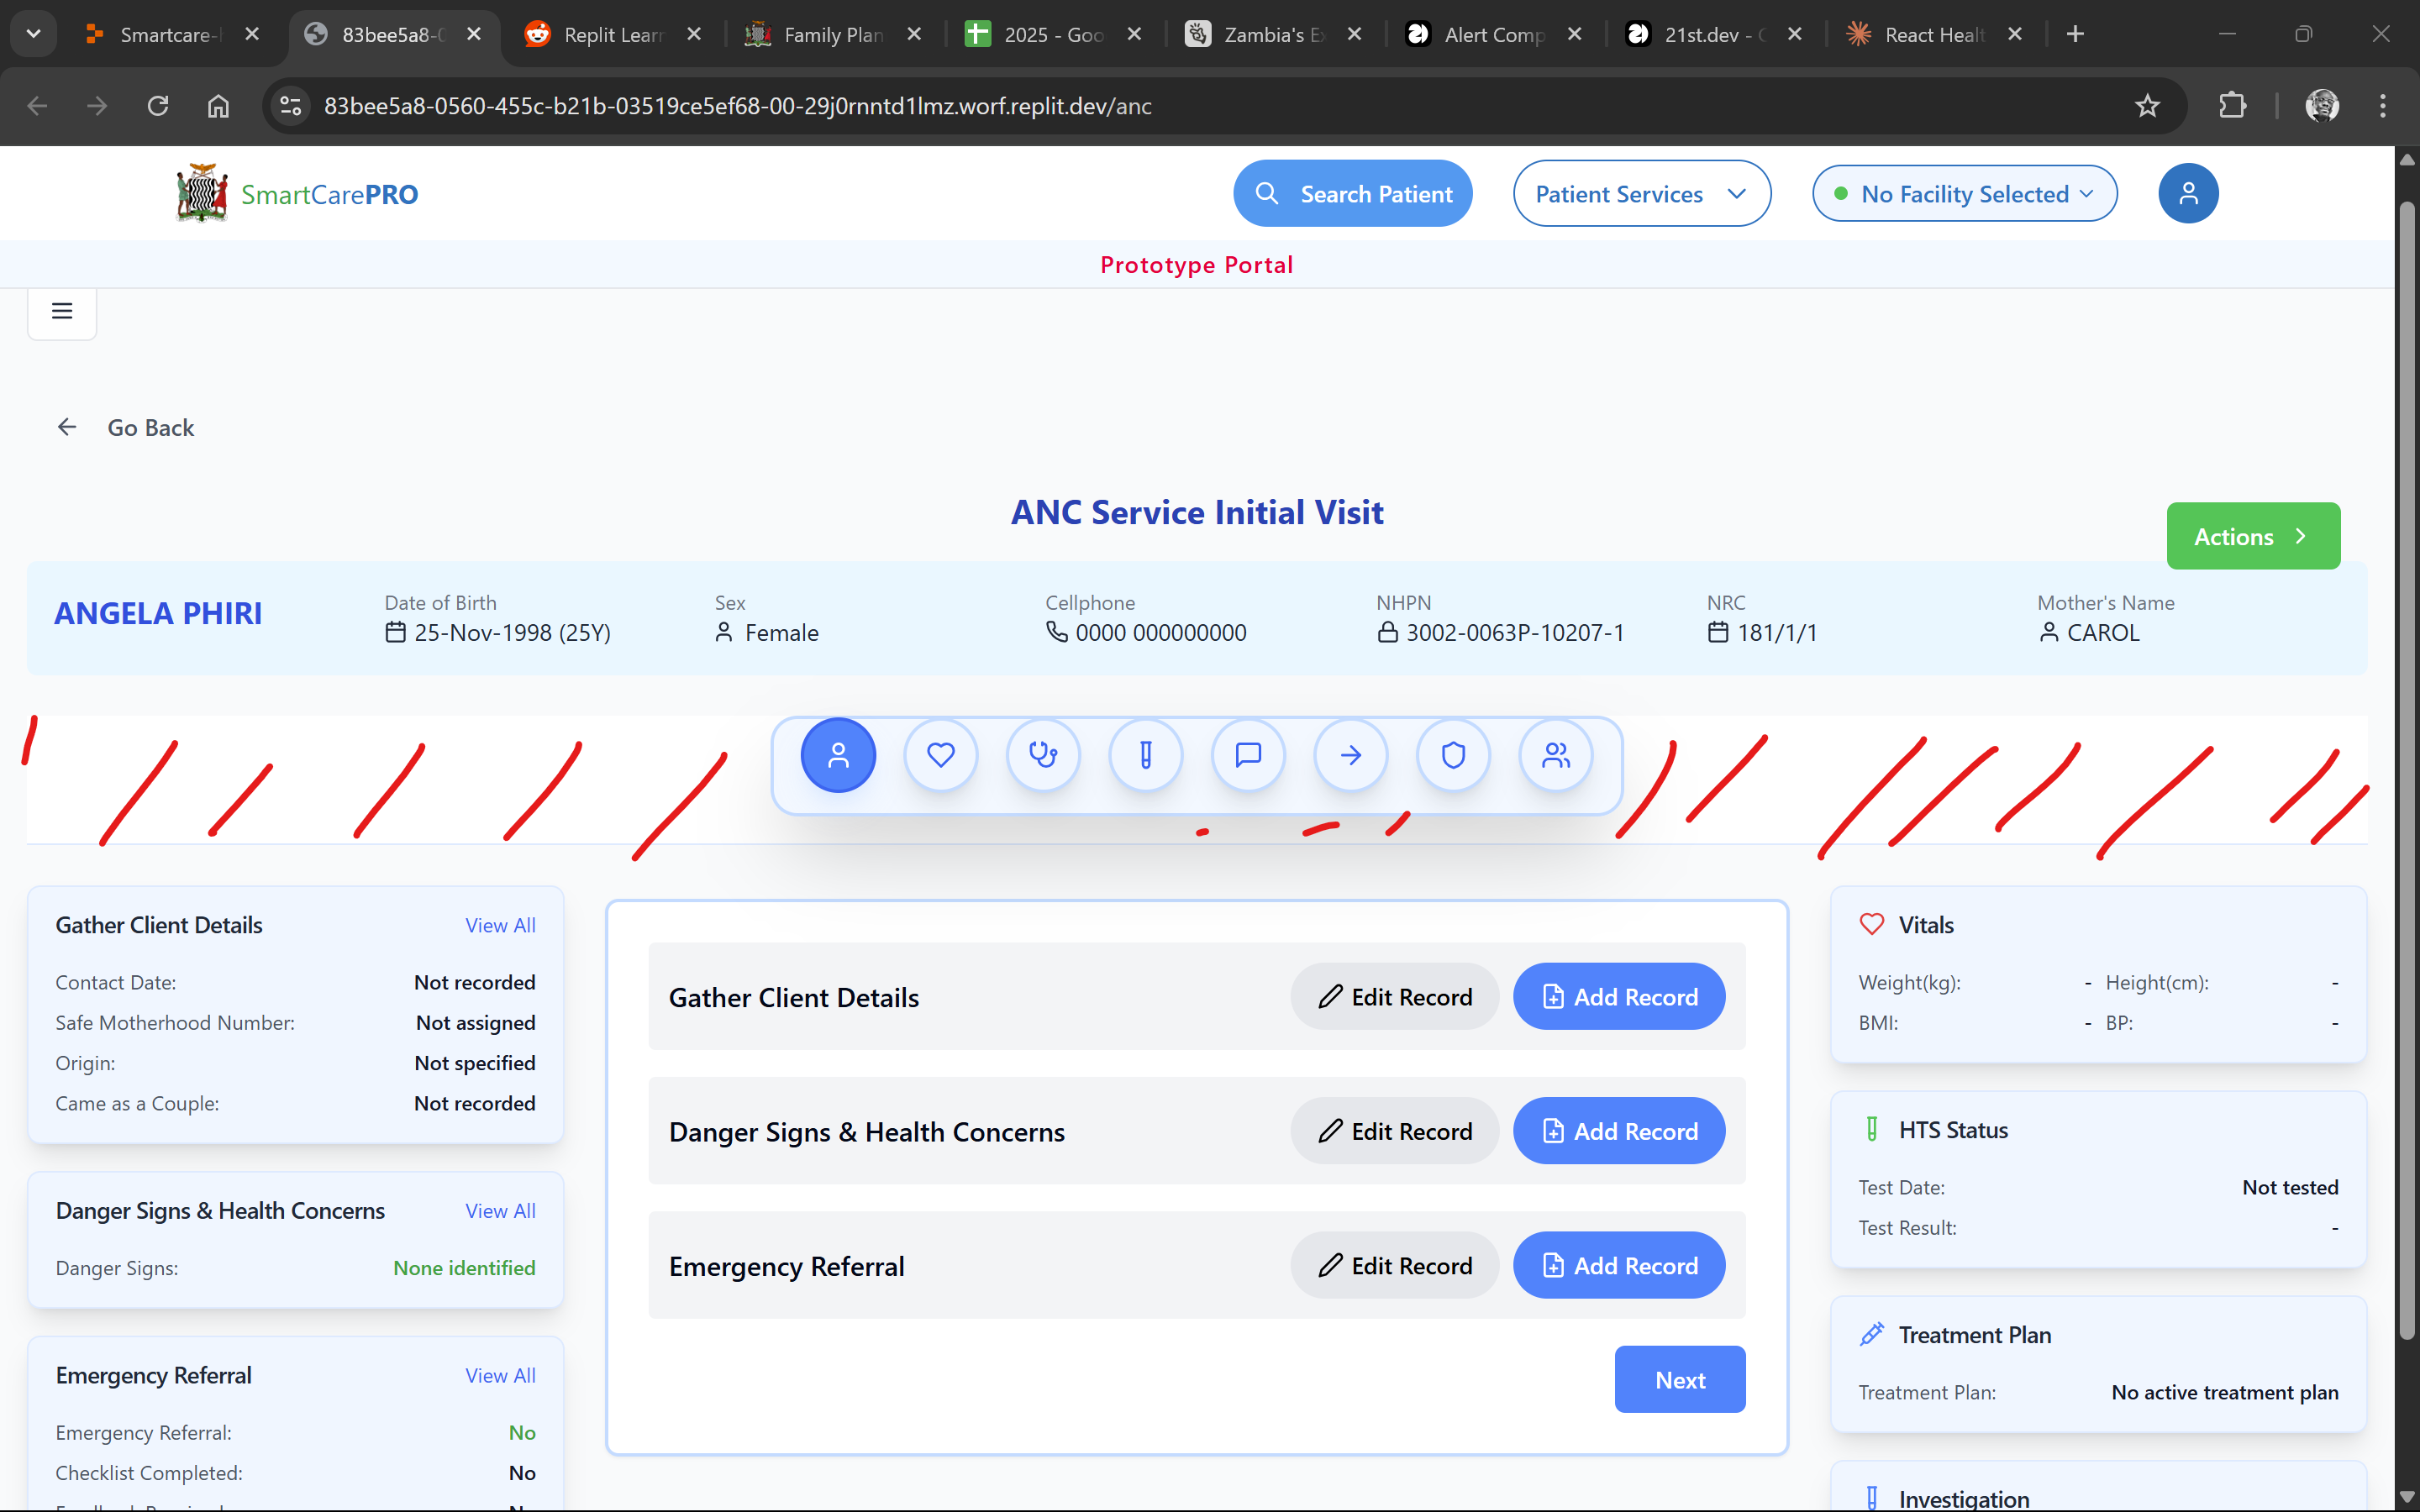 Smartcare-
83bee5a8-0
Replit Lear
Family Plan
2025 - Goo
Zambia's E
Alert Comp
21st.dev -
React Healt
83bee5a8-0560-455c-b21b-03519ce5ef68-00-29j0rnntd1lmz.worf.replit.dev/anc
SmartCarePRO
Search Patient
Patient Services
No Facility Selected
Prototype Portal
Go Back
ANC Service Initial Visit
Actions
ANGELA PHIRI
Date of Birth
25-Nov-1998 (25Y)
Sex
Female
Cellphone
0000 000000000
NHPN
3002-0063P-10207-1
NRC
181/1/1
Mother's Name
CAROL
Gather Client Details View All
Contact Date: Not recorded
Safe Motherhood Number: Not assigned
Origin: Not specified
Came as a Couple: Not recorded
Danger Signs & Health Concerns View All
Danger Signs: None identified
Emergency Referral View All
Emergency Referral: No
Checklist Completed: No
Gather Client Details Edit Record Add Record
Danger Signs & Health Concerns Edit Record Add Record
Emergency Referral Edit Record Add Record
Next
Vitals
Weight(kg): - Height(cm): -
BMI: - BP: -
HTS Status
Test Date: Not tested
Test Result: -
Treatment Plan
Treatment Plan: No active treatment plan
Investigation